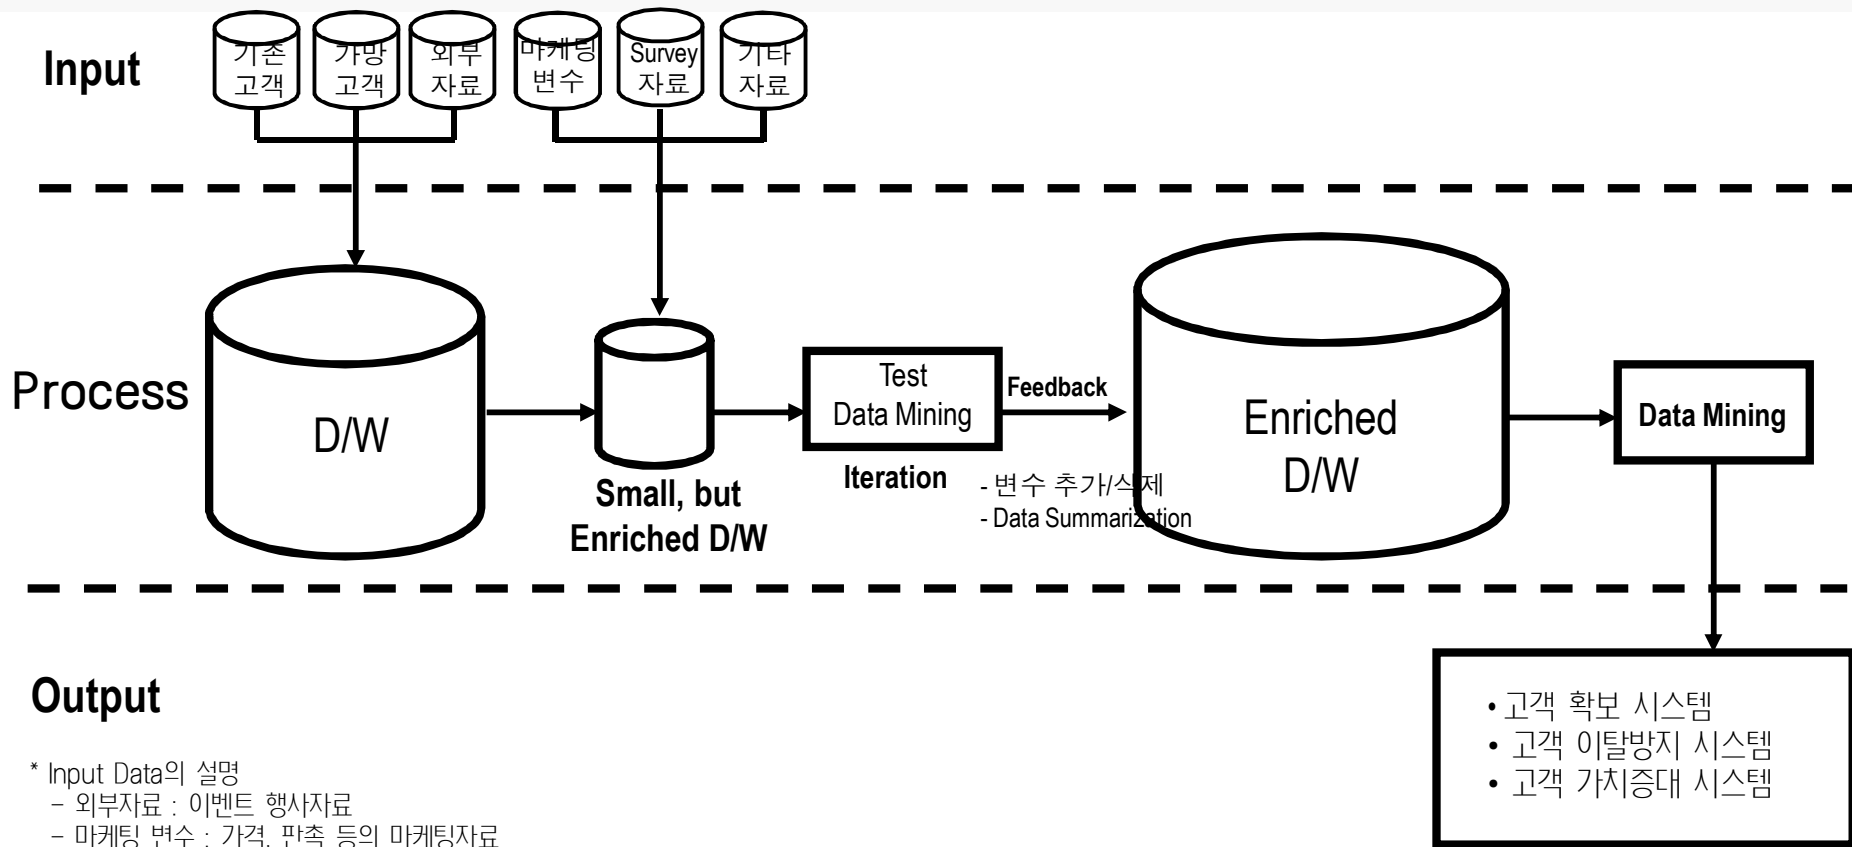 Input
기존
고객
가망
고객
외부
자료
마케팅
변수
Survey
자료
기타
자료
Process
D/W
Small, but
Enriched D/W
Test
Data Mining
Iteration
Feedback
- 변수 추가/삭제
- Data Summarization
Enriched
D/W
Data Mining
Output
• 고객 확보 시스템
• 고객 이탈방지 시스템
• 고객 가치증대 시스템
* Input Data의 설명
- 외부자료 : 이벤트 행사자료
- 마케팅 변수 : 가격, 판촉 등의 마케팅자료